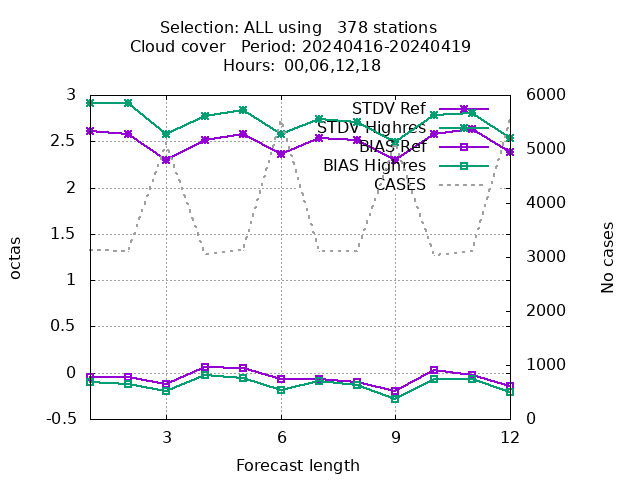 Selection: ALL using   378 stations
Cloud cover   Period: 20240416-20240419
Hours: 00,06,12,18
STDV Ref
STDV Highres
BIAS Ref
BIAS Highres
CASES
3
2.5
2
1.5
1
0.5
0
-0.5
6000
5000
4000
3000
2000
1000
0
octas
No cases
3
6
9
12
Forecast length